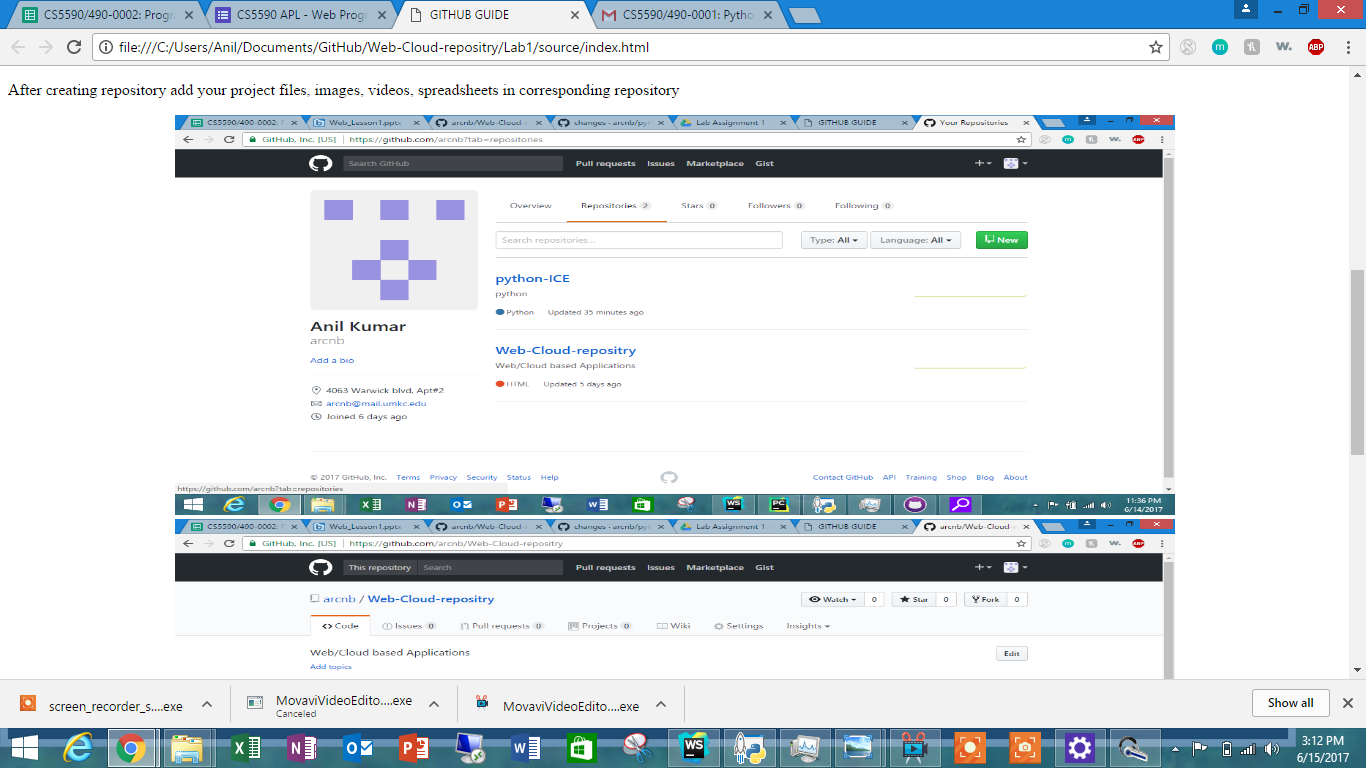 CS5590/490-0002: Progr
CS5590 APL - Web Progr
GITHUB GUIDE
CS5590/490-0001: Pytho
file:///C:/Users/Anil/Documents/GitHub/Web-Cloud-repositry/Lab1/source/index.html
ABP
After creating repository add your project files, images, videos, spreadsheets in corresponding repository
CS5590/490-0002: Web_Lesson1.pptx arcnb/Web-Cloud- changes · arcnb/pyt Lab Assignment 1 GITHUB GUIDE Your Repositories
GitHub, Inc. [US] | https://github.com/arcnb?tab=repositories
Search GitHub Pull requests Issues Marketplace Gist
Overview Repositories 2 Stars 0 Followers 0 Following 0
Search repositories... Type: All Language: All New
python-ICE
python
Python Updated 35 minutes ago
Anil Kumar
arcnb
Add a bio
Web-Cloud-repositry
Web/Cloud based Applications
HTML Updated 5 days ago
4063 Warwick blvd, Apt#2
arcnb@mail.umkc.edu
Joined 6 days ago
© 2017 GitHub, Inc. Terms Privacy Security Status Help Contact GitHub API Training Shop Blog About
https://github.com/arcnb?tab=repositories
11:36 PM
6/14/2017
CS5590/490-0002: Web_Lesson1.pptx arcnb/Web-Cloud- changes · arcnb/pyt Lab Assignment 1 GITHUB GUIDE arcnb/Web-Cloud-
GitHub, Inc. [US] | https://github.com/arcnb/Web-Cloud-repositry
This repository Search Pull requests Issues Marketplace Gist
arcnb / Web-Cloud-repositry Watch 0 Star 0 Fork 0
Code Issues 0 Pull requests 0 Projects 0 Wiki Settings Insights
Web/Cloud based Applications Edit
Add topics
screen_recorder_s....exe
MovaviVideoEdito....exe
Canceled
MovaviVideoEdito....exe
Show all
WS
3:12 PM
6/15/2017